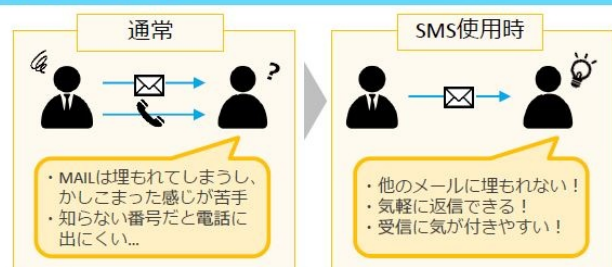 通常
?
・MAILは埋もれてしまうし、
かしこまった感じが苦手
・知らない番号だと電話に
出にくい...
SMS使用時
・他のメールに埋もれない！
・気軽に返信できる！
・受信に気が付きやすい！